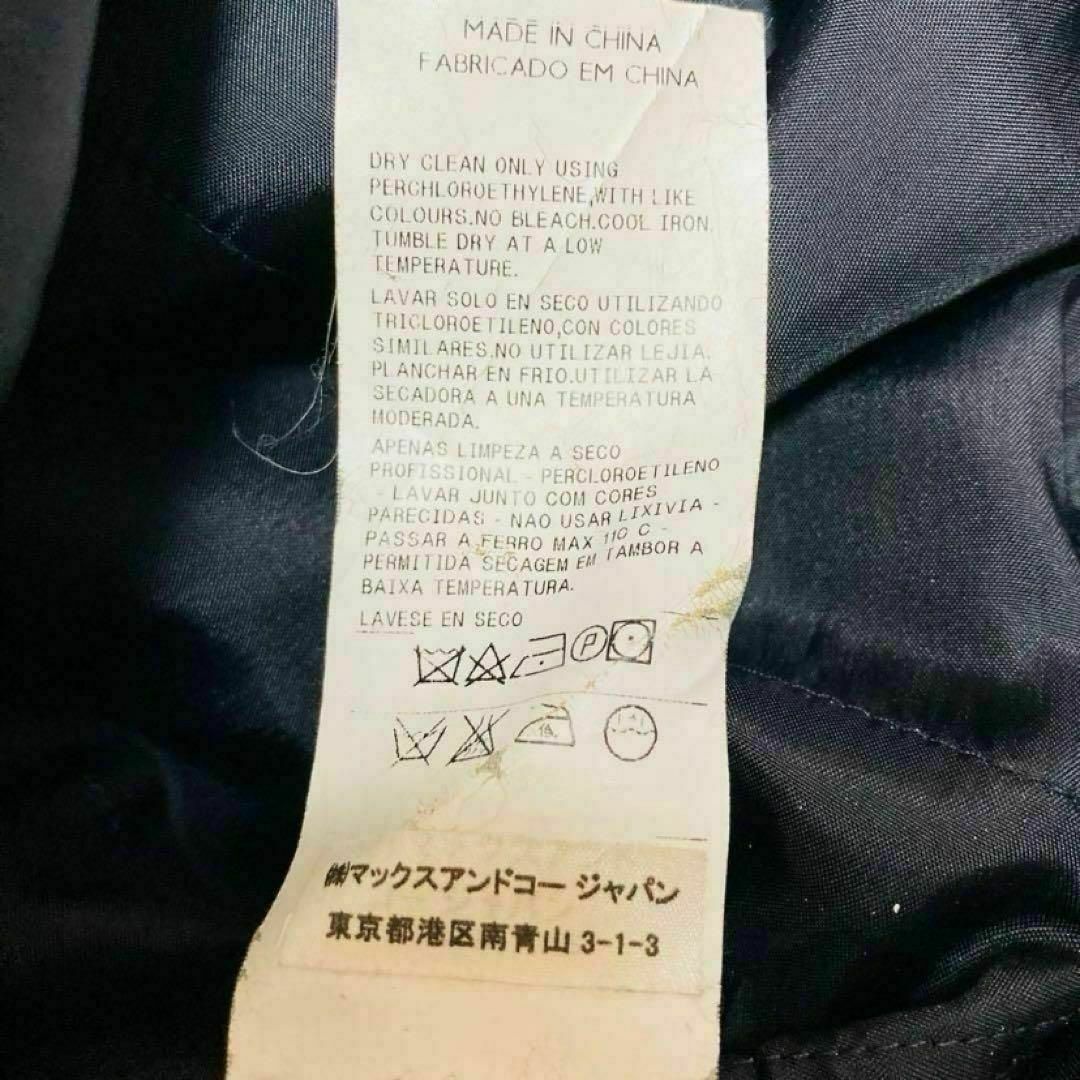 MADE IN CHINA
FABRICADO EM CHINA
DRY CLEAN ONLY USING
PERCHLOROETHYLENE,WITH LIKE
COLOURS.NO BLEACH.COOL IRON.
TUMBLE DRY AT A LOW
TEMPERATURE.
LAVAR SOLO EN SECO UTILIZANDO
TRICLOROETILENO,CON COLORES
SIMILARES.NO UTILIZAR LEJIA.
PLANCHAR EN FRIO.UTILIZAR LA
SECADORA A UNA TEMPERATURA
MODERADA.
APENAS LIMPEZA A SECO
PROFISSIONAL - PERCLOROETILENO
- LAVAR JUNTO COM CORES
PARECIDAS - NAO USAR LIXIVIA -
PASSAR A FERRO MAX 110 C -
PERMITIDA SECAGEM EM TAMBOR A
BAIXA TEMPERATURA.
LAVESE EN SECO
P
㈱マックスアンドコー ジャパン
東京都港区南青山 3-1-3